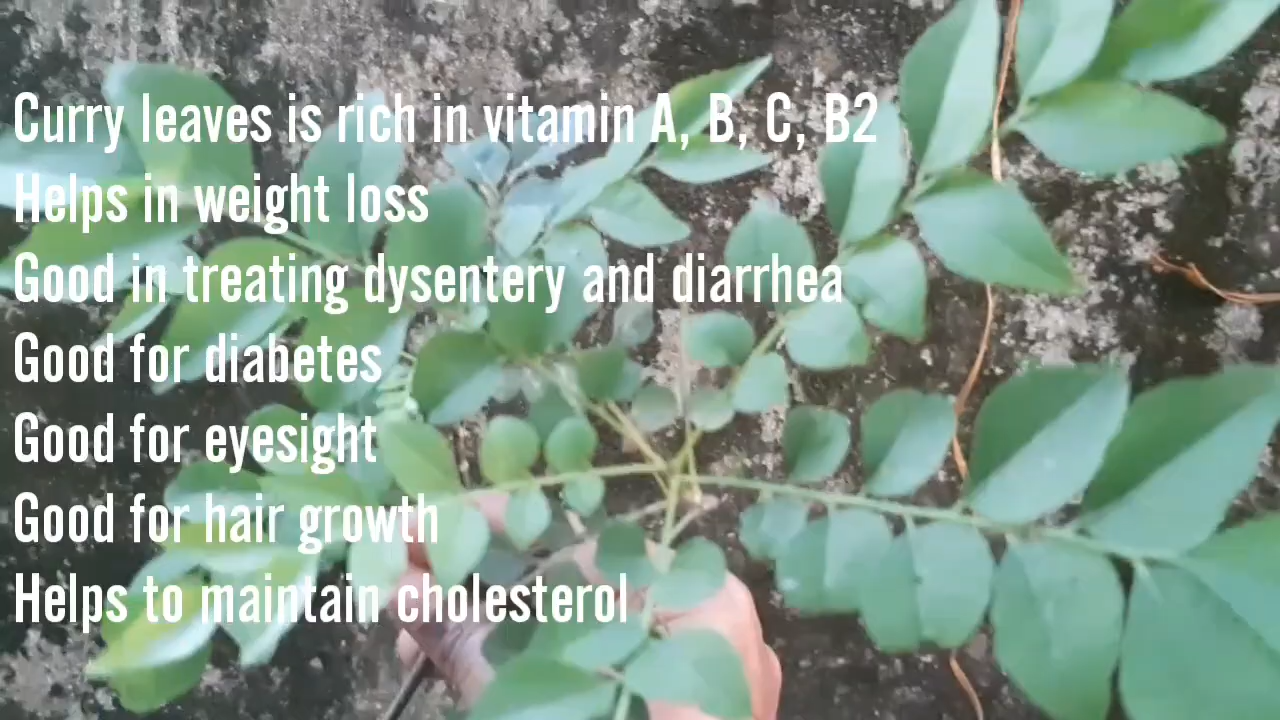 Curry leaves is rich in vitamin A, B, C, B2
Helps in weight loss
Good in treating dysentery and diarrhea
Good for diabetes
Good for eyesight
Good for hair growth
Helps to maintain cholesterol